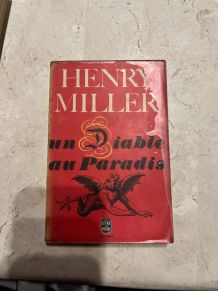 HENRY
MILLER
un Diable
au Paradis